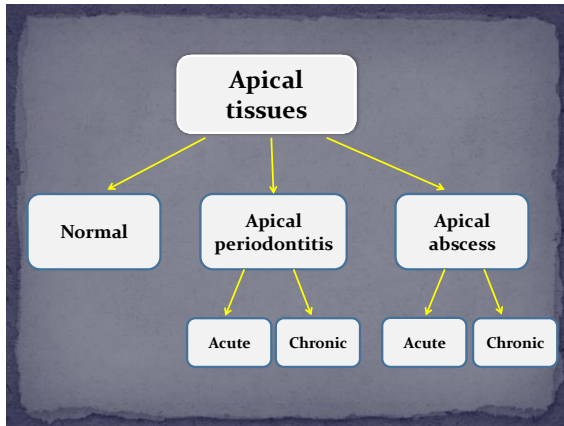 Apical
tissues
Normal
Apical
periodontitis
Apical
abscess
Acute
Chronic
Acute
Chronic